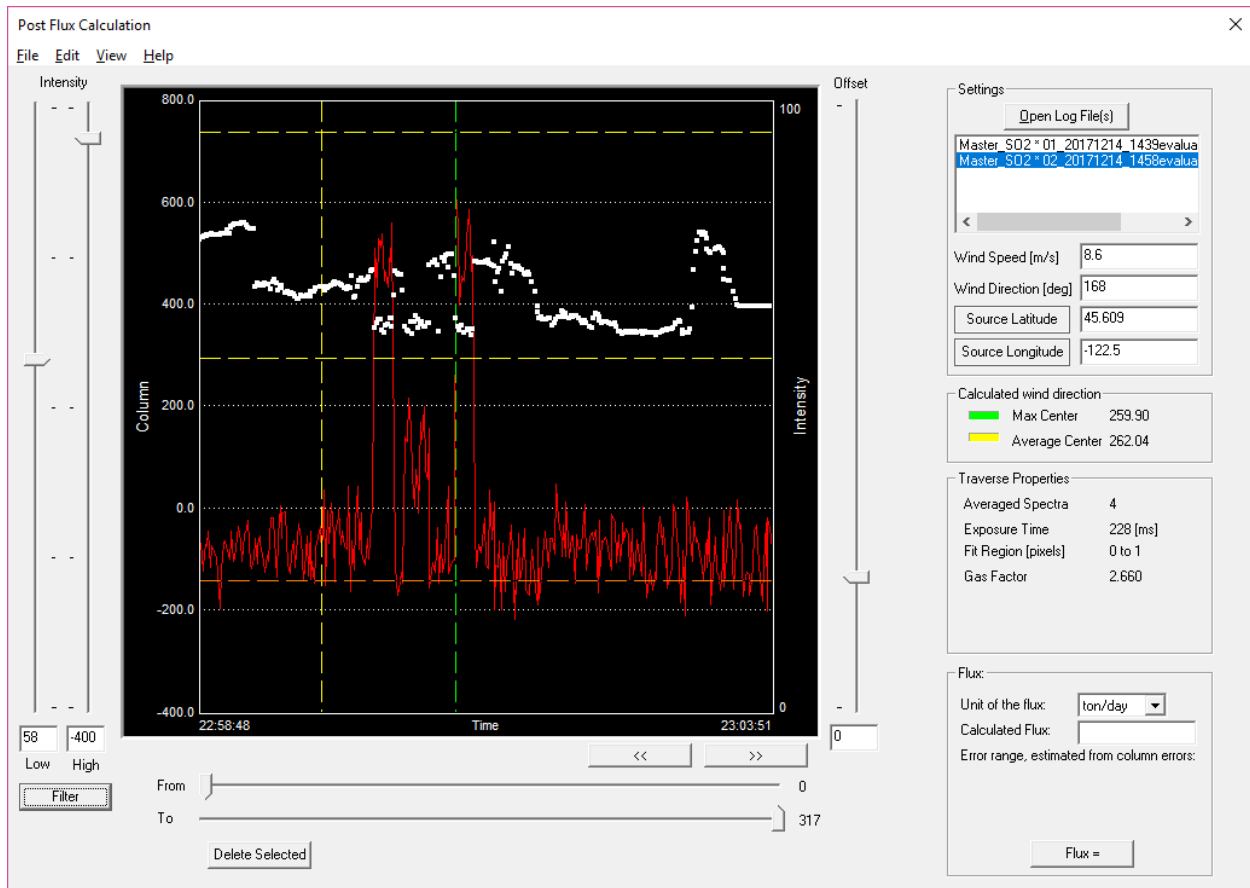 Post Flux Calculation
File Edit View Help
Intensity
Offset
800.0
600.0
400.0
200.0
0.0
-200.0
-400.0
Column
100
0
Intensity
22:58:48
Time
23:03:51
58
-400
Low
High
Filter
0
<<
>>
From
0
To
317
Delete Selected
Settings
Open Log File(s)
Master_SO2 * 01_20171214_1439evalua
Master_SO2 * 02_20171214_1458evalua
Wind Speed [m/s] 8.6
Wind Direction [deg] 168
Source Latitude 45.609
Source Longitude -122.5
Calculated wind direction
Max Center 259.90
Average Center 262.04
Traverse Properties
Averaged Spectra 4
Exposure Time 228 [ms]
Fit Region [pixels] 0 to 1
Gas Factor 2.660
Flux:
Unit of the flux: ton/day
Calculated Flux:
Error range, estimated from column errors:
Flux =